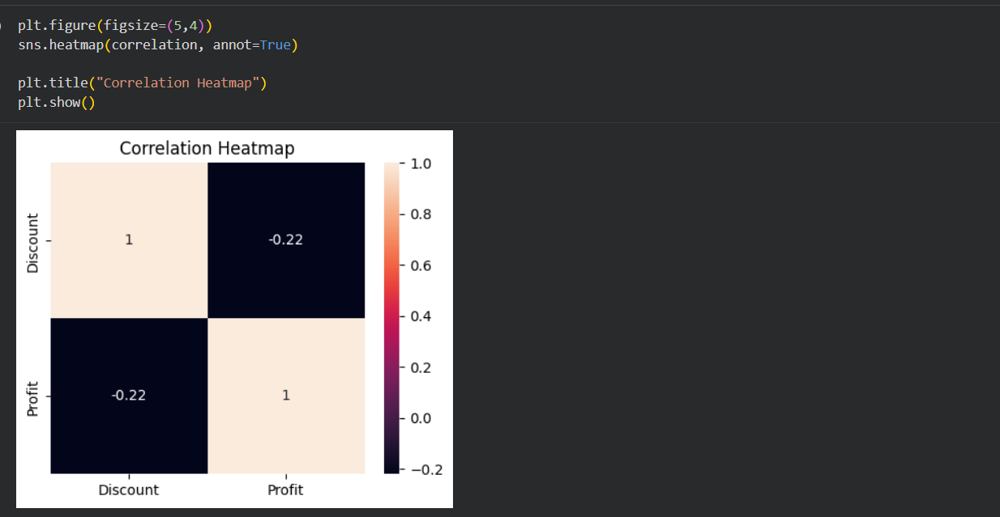 plt.figure(figsize=(5,4))
sns.heatmap(correlation, annot=True)
plt.title("Correlation Heatmap")
plt.show()
Correlation Heatmap
Discount
1
-0.22
Profit
-0.22
1
Discount
Profit
1.0
0.8
0.6
0.4
0.2
0.0
−0.2